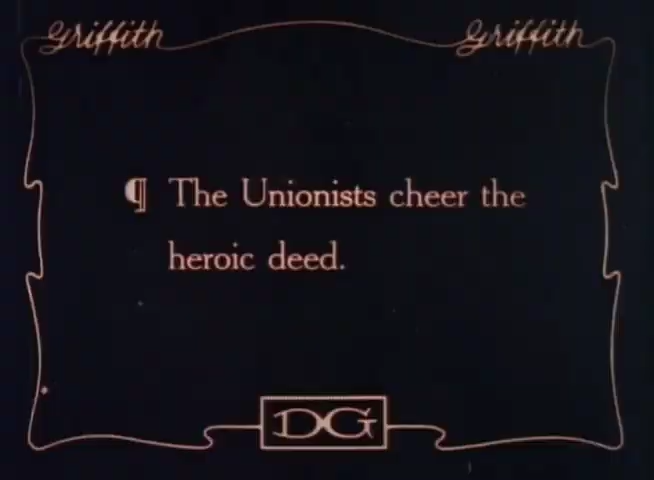 Griffith Griffith
¶ The Unionists cheer the
heroic deed.
DG